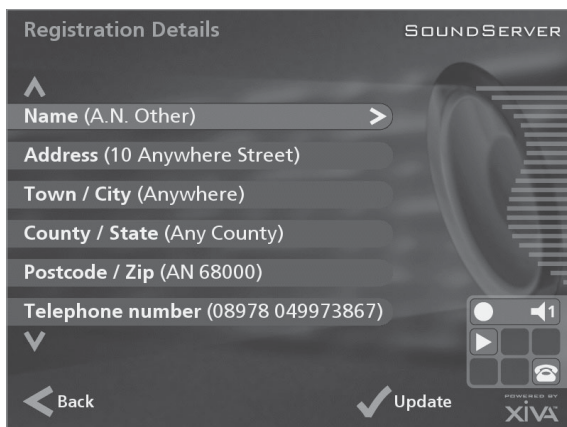 Registration Details
SOUNDSERVER
Name (A.N. Other)
Address (10 Anywhere Street)
Town / City (Anywhere)
County / State (Any County)
Postcode / Zip (AN 68000)
Telephone number (08978 049973867)
1
Back
Update
POWERED BY
XiVA